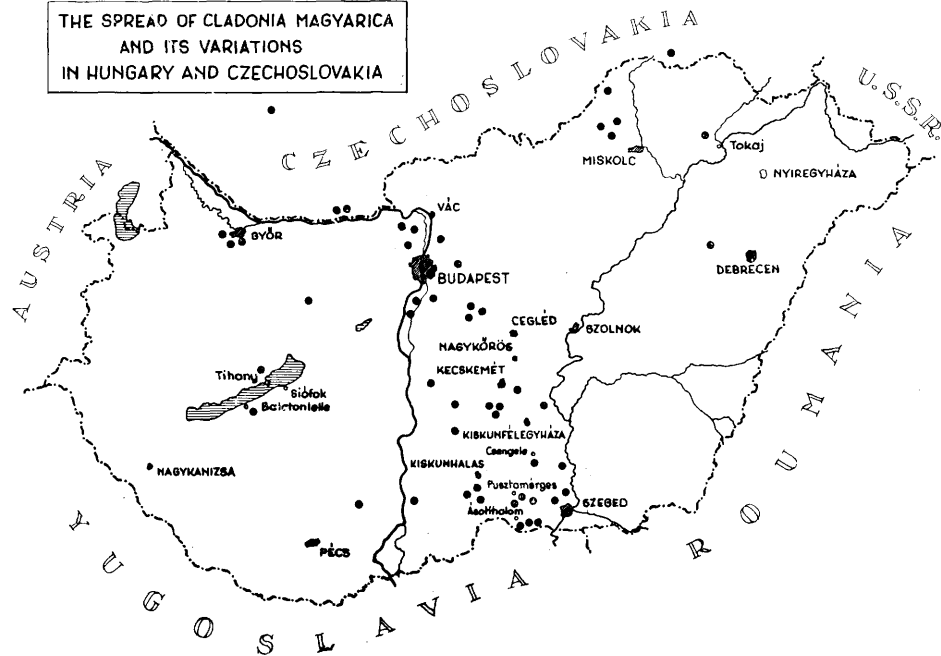 THE SPREAD OF CLADONIA MAGYARICA
AND ITS VARIATIONS
IN HUNGARY AND CZECHOSLOVAKIA
CZECHOSLOVAKIA
U.S.S.R.
AUSTRIA
MISKOLC
Tokaj
NYIREGYHÁZA
VÁC
GYŐR
DEBRECEN
BUDAPEST
CEGLÉD
SZOLNOK
NAGYKŐRÖS
KECSKEMÉT
Tihany
Siófok
Balatonlelle
KISKUNFÉLEGYHÁZA
Csengele
KISKUNHALAS
NAGYKANIZSA
Pusztamérges
Ásotthalom
SZEGED
PÉCS
ROUMANIA
YUGOSLAVIA